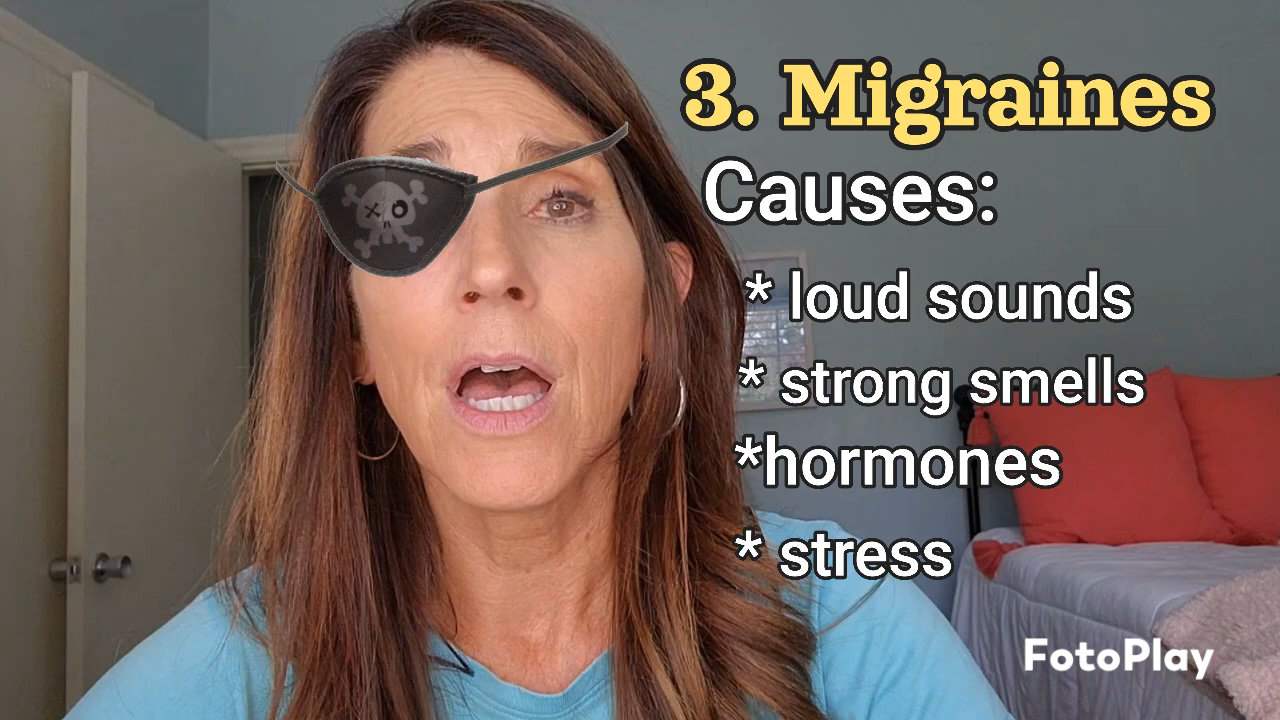 3. Migraines
Causes:
* loud sounds
* strong smells
*hormones
* stress
FotoPlay